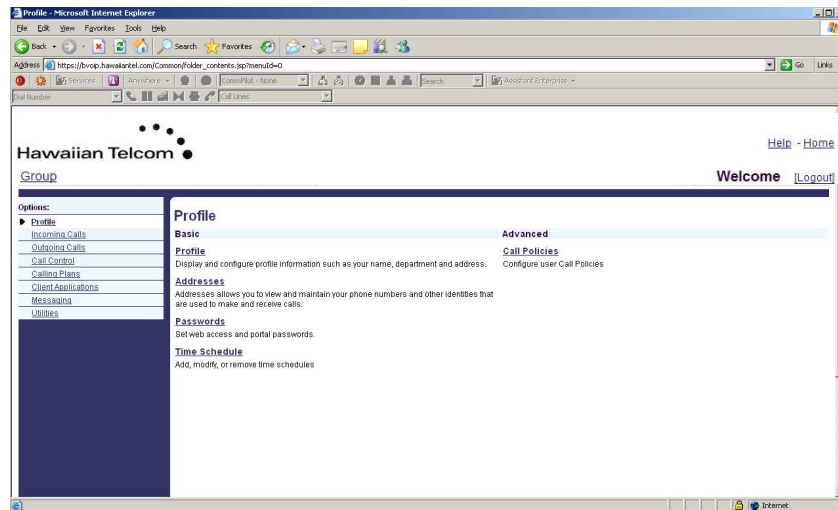 Profile - Microsoft Internet Explorer
File Edit View Favorites Tools Help
Back Search Favorites
Address https://bvoip.hawaiiantel.com/Common/folder_contents.jsp?menuId=0 Go Links
Services Anywhere CommPilot - None Search Assistant Enterprise
Dial Number Call Lines
Hawaiian Telcom
Help - Home
Group Welcome [Logout]
Options:
Profile
Incoming Calls
Outgoing Calls
Call Control
Calling Plans
Client Applications
Messaging
Utilities
Profile
Basic Advanced
Profile Call Policies
Display and configure profile information such as your name, department and address. Configure user Call Policies
Addresses
Addresses allows you to view and maintain your phone numbers and other identities that
are used to make and receive calls.
Passwords
Set web access and portal passwords.
Time Schedule
Add, modify, or remove time schedules
Internet